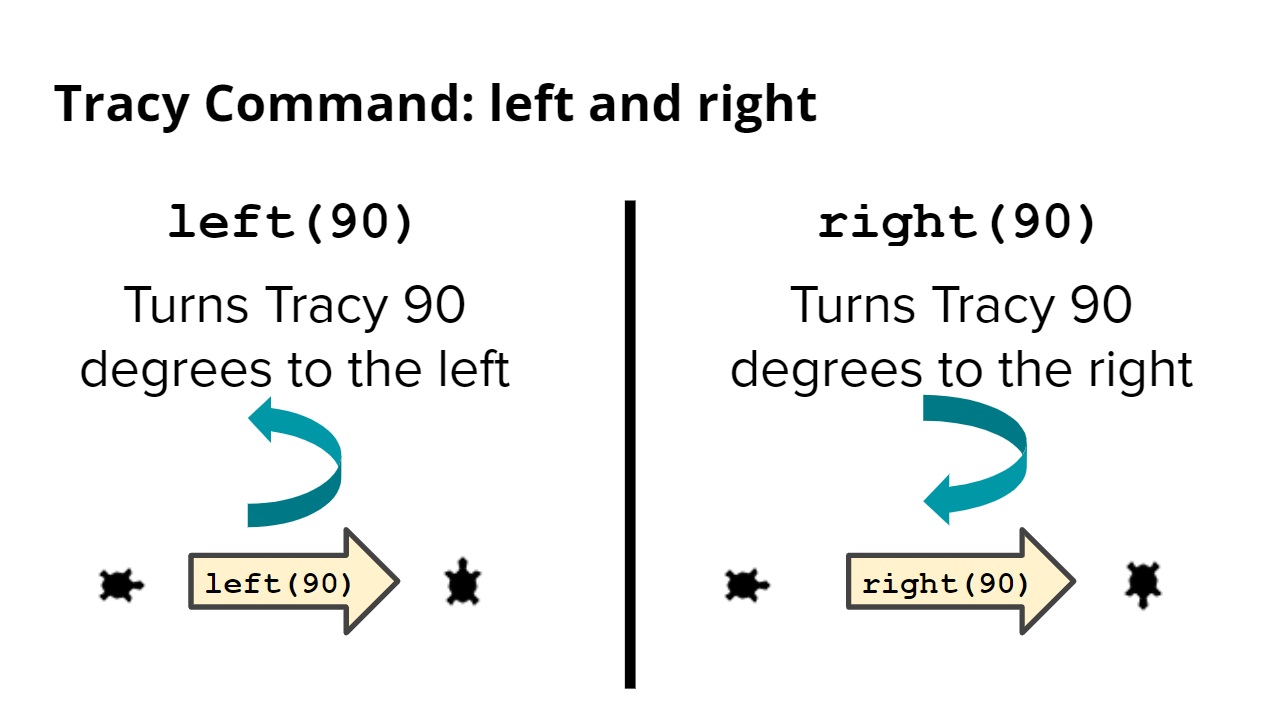 Tracy Command: left and right
left(90)
Turns Tracy 90
degrees to the left
left(90)
right(90)
Turns Tracy 90
degrees to the right
right(90)